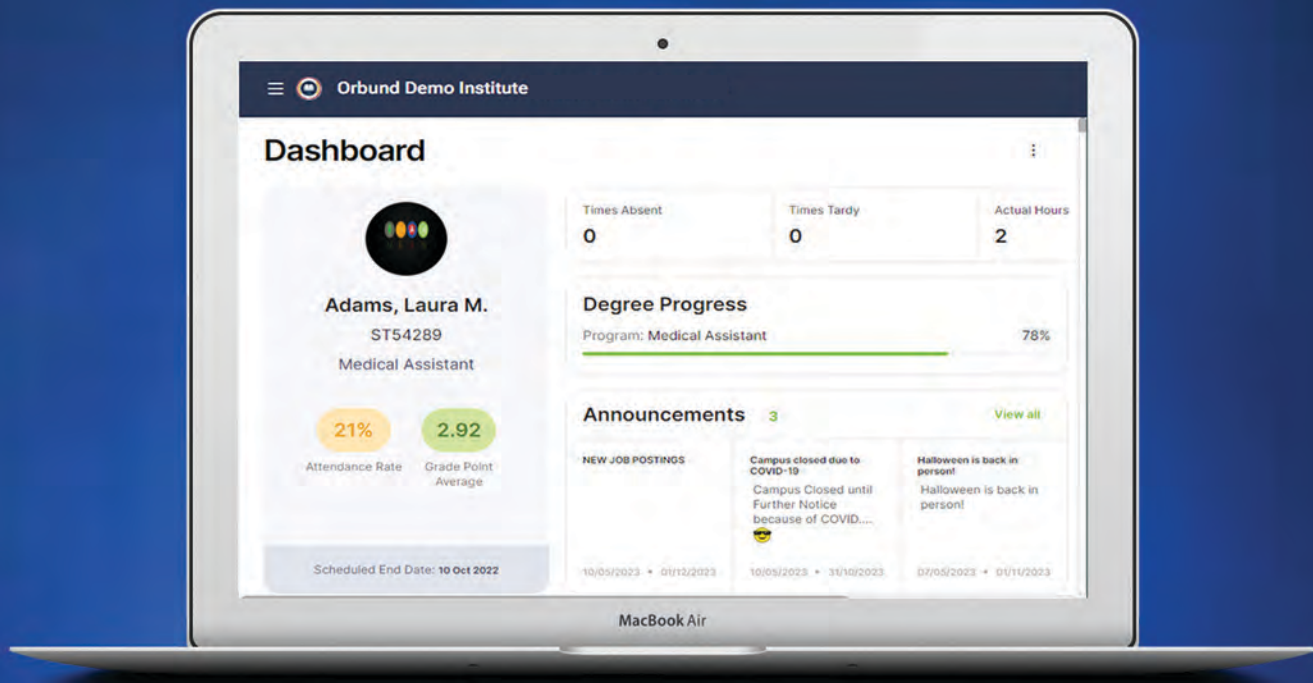 Orbund Demo Institute
Dashboard
Adams, Laura M.
ST54289
Medical Assistant
21%
2.92
Attendance Rate
Grade Point
Average
Scheduled End Date: 10 Oct 2022
Times Absent
0
Times Tardy
0
Actual Hours
2
Degree Progress
Program: Medical Assistant
78%
Announcements 3
View all
NEW JOB POSTINGS
10/05/2023 • 01/12/2023
Campus closed due to
COVID-19
Campus Closed until
Further Notice
because of COVID....
10/05/2023 • 31/10/2023
Halloween is back in
person!
Halloween is back in
person!
07/05/2023 • 01/11/2023
MacBook Air